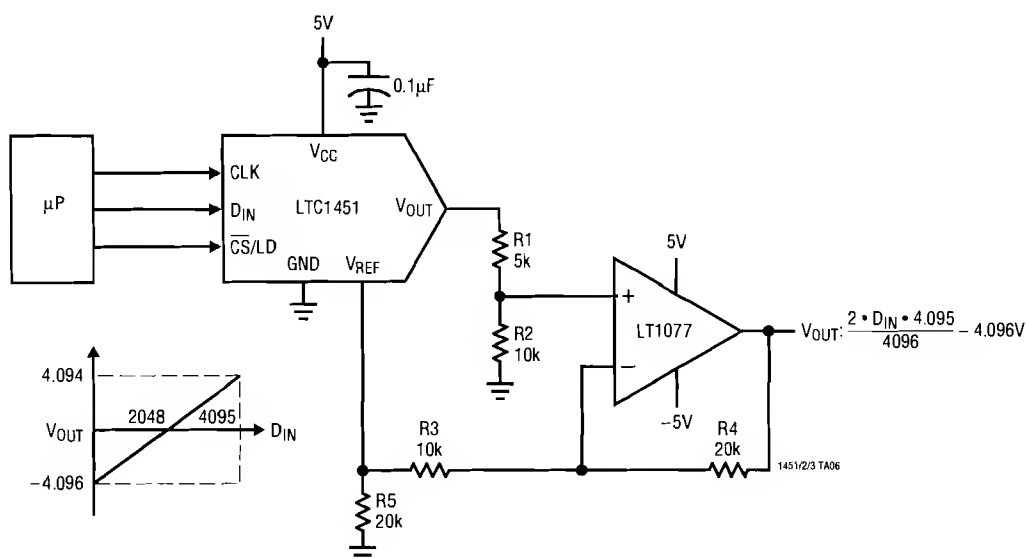 5V
0.1µF
µP
CLK
DIN
CS/LD
VCC
LTC1451
VOUT
GND
VREF
R1
5k
R2
10k
5V
+
LT1077
−
−5V
VOUT: 2 • DIN • 4.095
4096
− 4.096V
4.094
VOUT
−4.096
2048
4095
DIN
R3
10k
R4
20k
R5
20k
1451/2/3 TA06